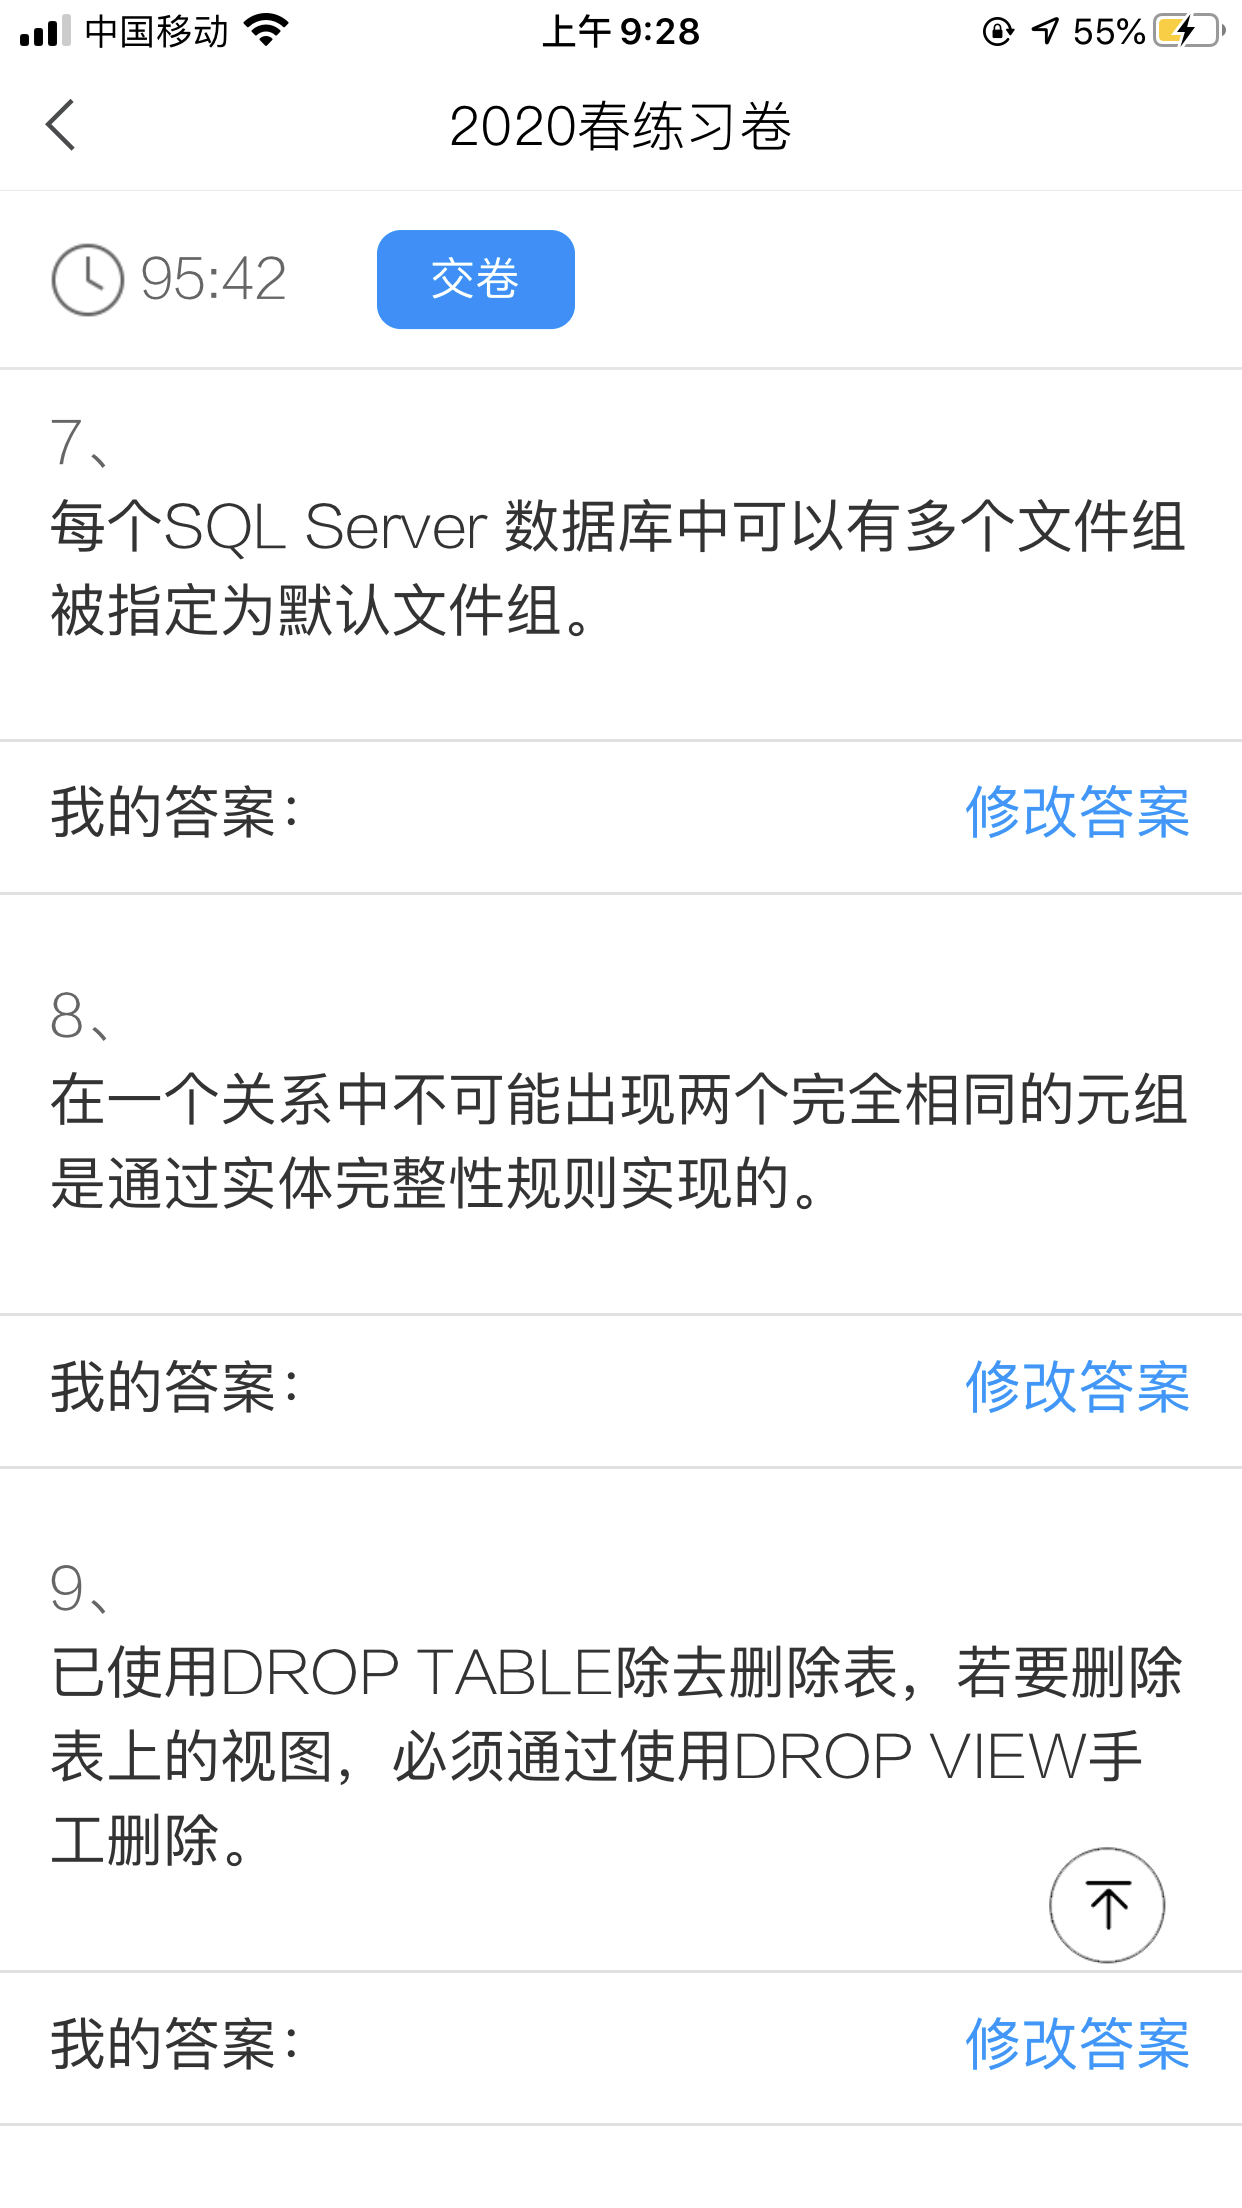 中国移动 上午 9:28 55%
2020春练习卷
95:42 交卷
7、
每个SQL Server 数据库中可以有多个文件组
被指定为默认文件组。
我的答案: 修改答案
8、
在一个关系中不可能出现两个完全相同的元组
是通过实体完整性规则实现的。
我的答案: 修改答案
9、
已使用DROP TABLE除去删除表，若要删除
表上的视图，必须通过使用DROP VIEW手
工删除。
我的答案: 修改答案